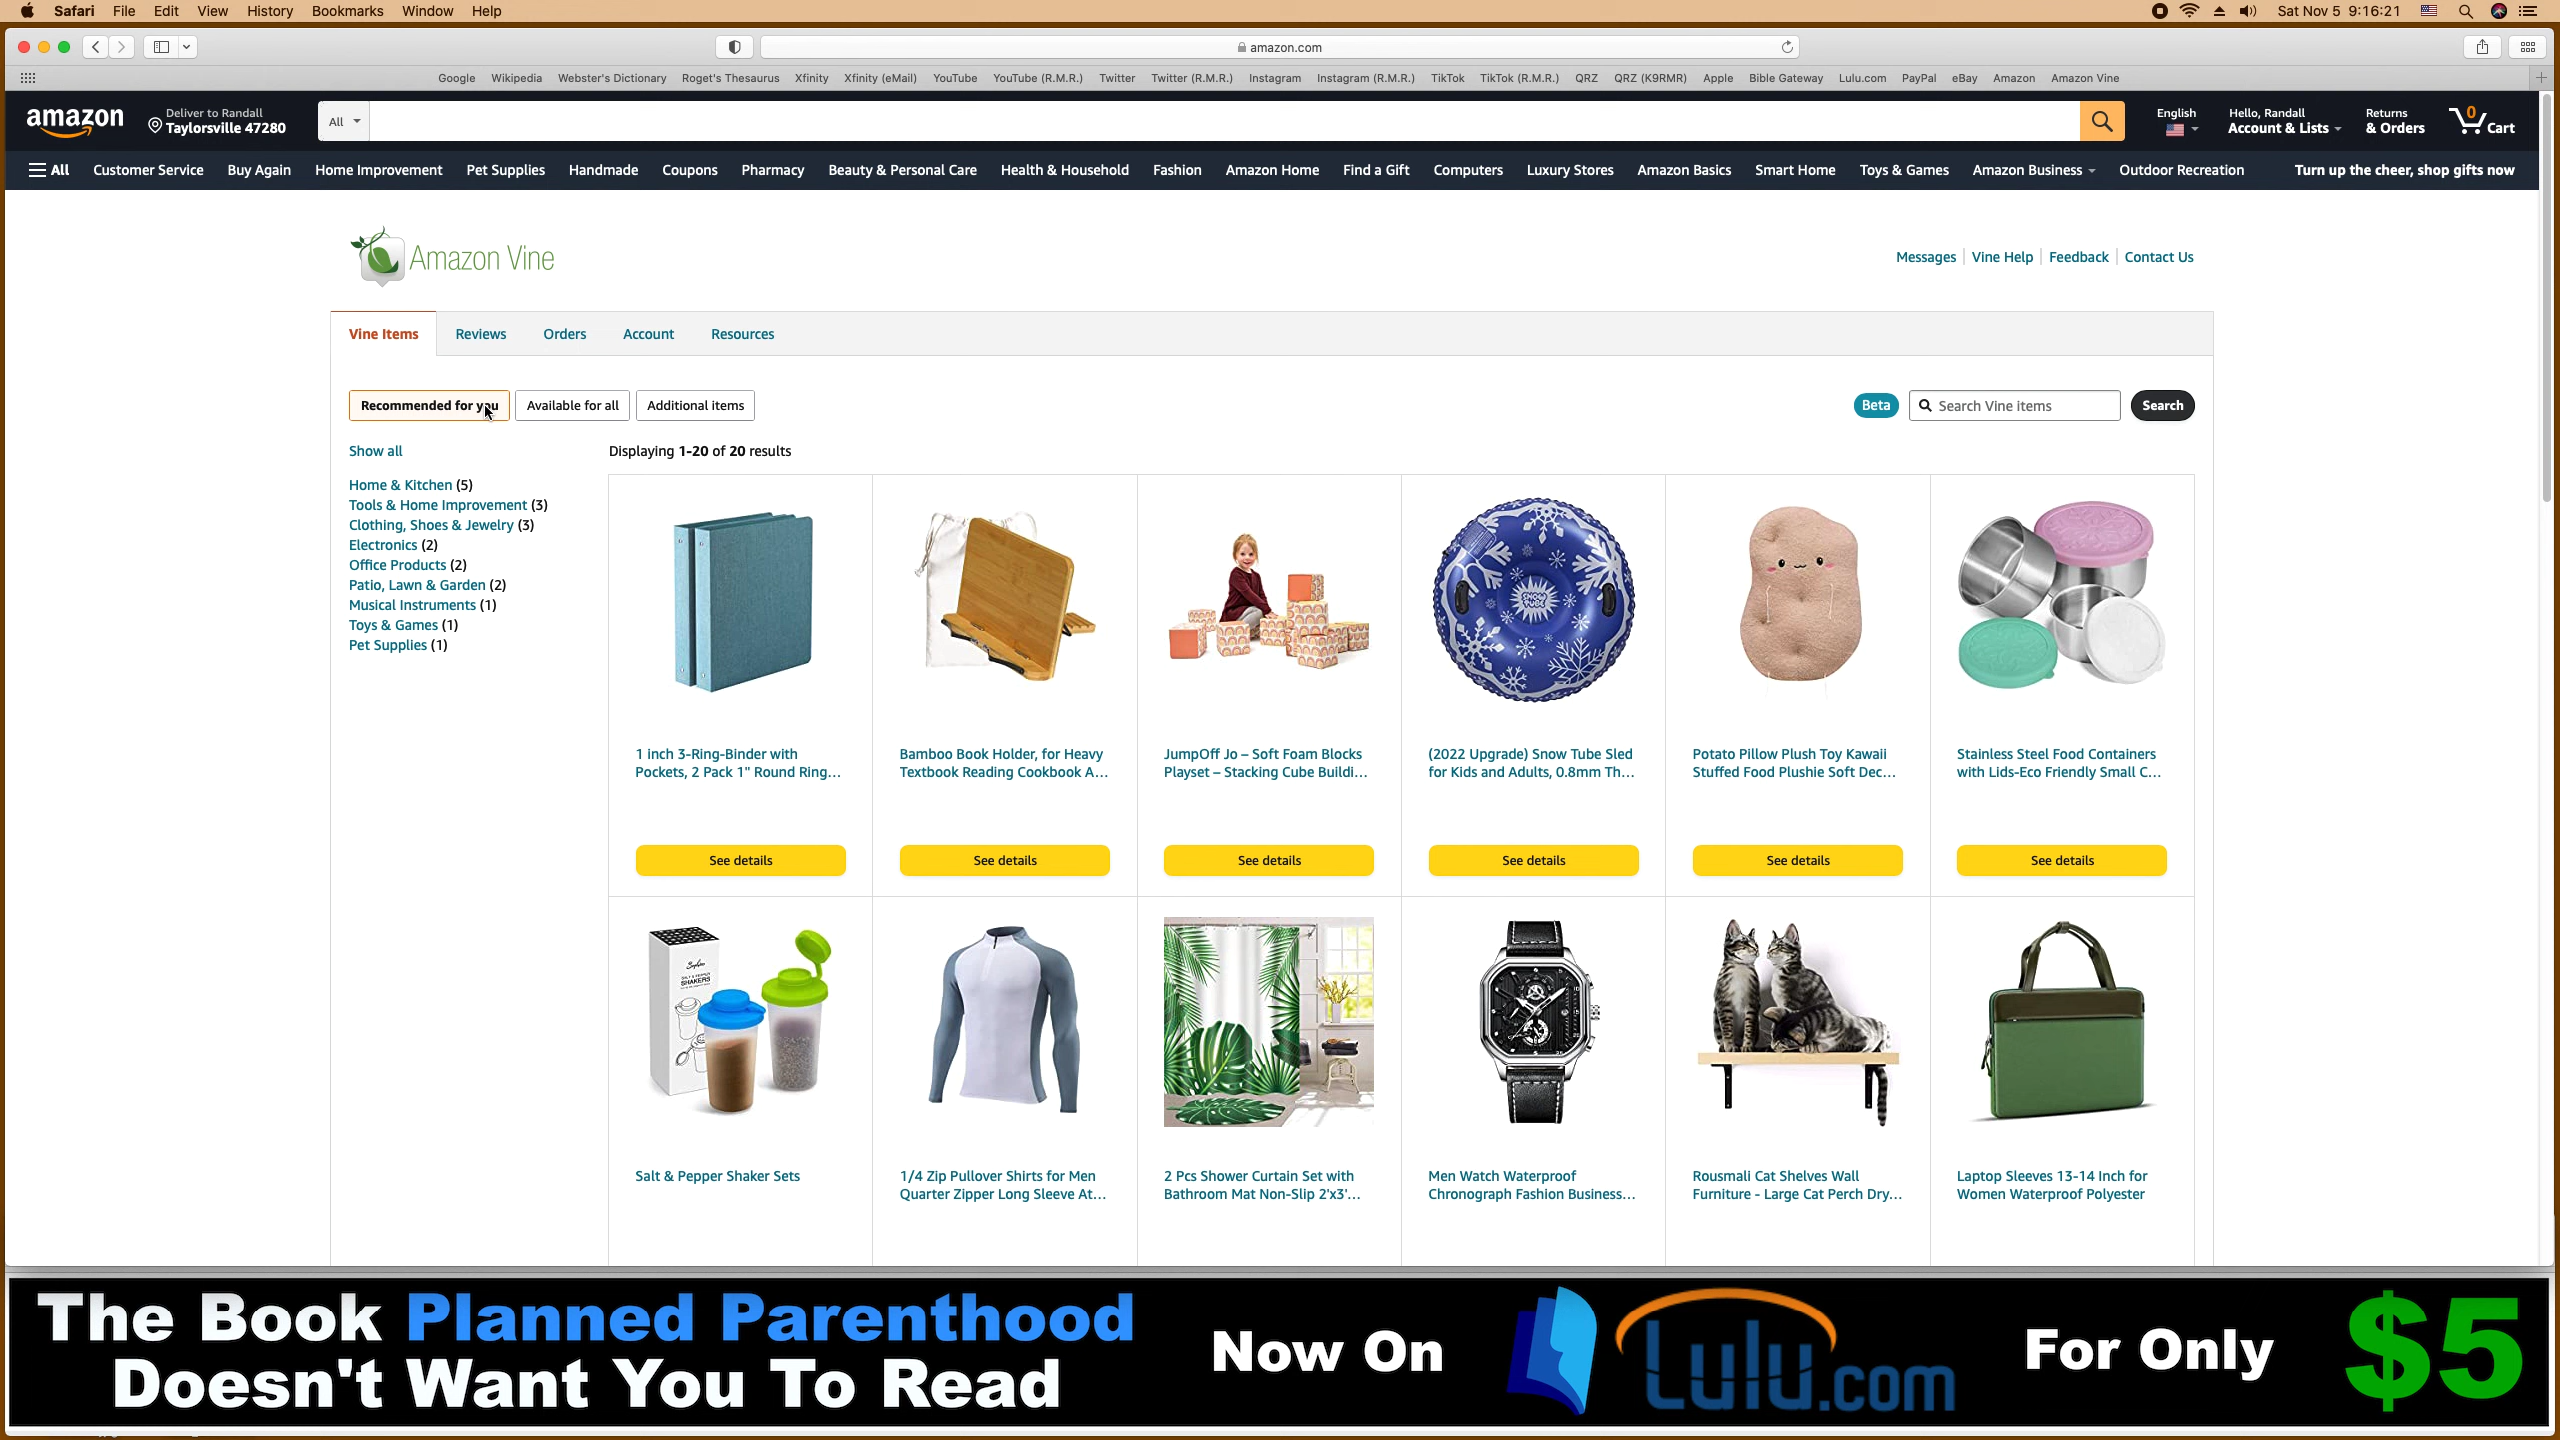 Safari File Edit View History Bookmarks Window Help
Sat Nov 5 9:16:21
amazon.com
Google Wikipedia Webster's Dictionary Roget's Thesaurus Xfinity Xfinity (eMail) YouTube YouTube (R.M.R.) Twitter Twitter (R.M.R.) Instagram Instagram (R.M.R.) TikTok TikTok (R.M.R.) QRZ QRZ (K9RMR) Apple Bible Gateway Lulu.com PayPal eBay Amazon Amazon Vine
amazon
Deliver to Randall
Taylorsville 47280
All
English
Hello, Randall
Account & Lists
Returns
& Orders
0
Cart
All Customer Service Buy Again Home Improvement Pet Supplies Handmade Coupons Pharmacy Beauty & Personal Care Health & Household Fashion Amazon Home Find a Gift Computers Luxury Stores Amazon Basics Smart Home Toys & Games Amazon Business Outdoor Recreation Turn up the cheer, shop gifts now
Amazon Vine
Messages Vine Help Feedback Contact Us
Vine Items Reviews Orders Account Resources
Recommended for you Available for all Additional items
Beta Search Vine items Search
Show all
Displaying 1-20 of 20 results
Home & Kitchen (5)
Tools & Home Improvement (3)
Clothing, Shoes & Jewelry (3)
Electronics (2)
Office Products (2)
Patio, Lawn & Garden (2)
Musical Instruments (1)
Toys & Games (1)
Pet Supplies (1)
SNOW TUBE
1 inch 3-Ring-Binder with
Pockets, 2 Pack 1" Round Ring...
Bamboo Book Holder, for Heavy
Textbook Reading Cookbook A...
JumpOff Jo – Soft Foam Blocks
Playset – Stacking Cube Buildi...
(2022 Upgrade) Snow Tube Sled
for Kids and Adults, 0.8mm Th...
Potato Pillow Plush Toy Kawaii
Stuffed Food Plushie Soft Dec...
Stainless Steel Food Containers
with Lids-Eco Friendly Small C...
See details See details See details See details See details See details
SALT & PEPPER
SHAKERS
Salt & Pepper Shaker Sets
1/4 Zip Pullover Shirts for Men
Quarter Zipper Long Sleeve At...
2 Pcs Shower Curtain Set with
Bathroom Mat Non-Slip 2'x3'...
Men Watch Waterproof
Chronograph Fashion Business...
Rousmali Cat Shelves Wall
Furniture - Large Cat Perch Dry...
Laptop Sleeves 13-14 Inch for
Women Waterproof Polyester
The Book Planned Parenthood
Doesn't Want You To Read
Now On
Lulu.com
For Only
$5